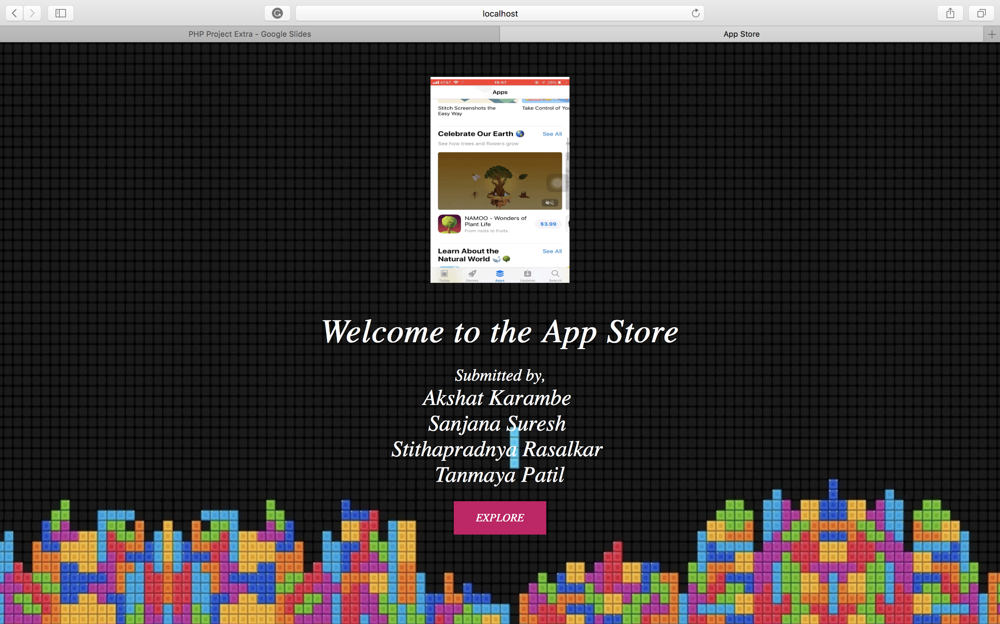 localhost
PHP Project Extra - Google Slides
App Store
AT&T 19:47 26%
Apps
Stitch Screenshots the
Easy Way
Take Control of You
Celebrate Our Earth 🌎 See All
See how trees and flowers grow
NAMOO - Wonders of
Plant Life
$3.99
From roots to fruits.
Learn About the See All
Natural World 🐋🌳
Today Games Apps Updates Search
Welcome to the App Store
Submitted by,
Akshat Karambe
Sanjana Suresh
Stithapradnya Rasalkar
Tanmaya Patil
EXPLORE